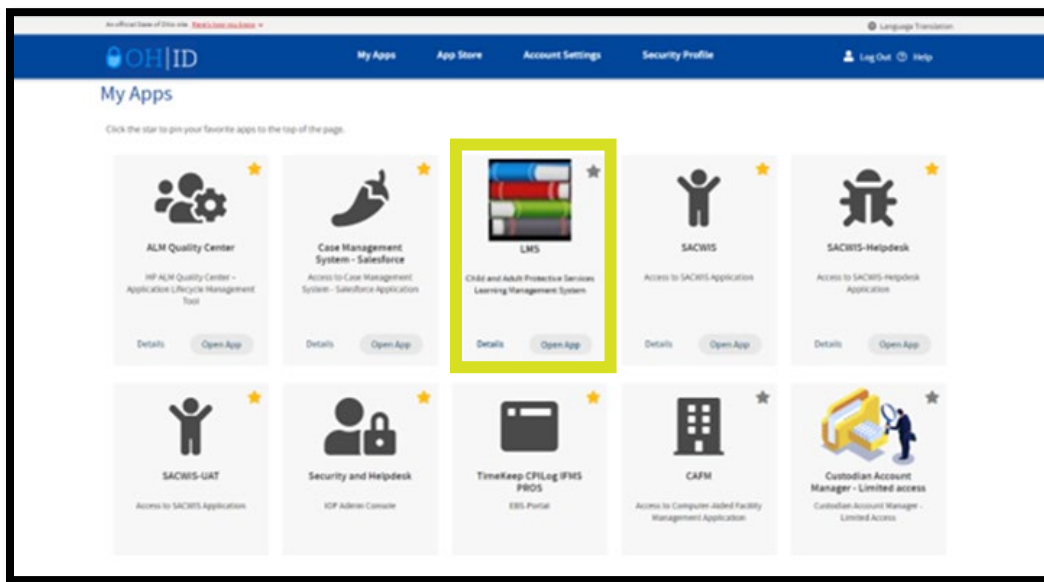 An official State of Ohio site. Here's how you know
Language Translation
OH|ID
My Apps
App Store
Account Settings
Security Profile
Log Out
Help
My Apps
Click the star to pin your favorite apps to the top of the page.
ALM Quality Center
HP ALM Quality Center –
Application Lifecycle Management
Tool
Details
Open App
Case Management
System - Salesforce
Access to Case Management
System - Salesforce Application
Details
Open App
LMS
Child and Adult Protective Services
Learning Management System
Details
Open App
SACWIS
Access to SACWIS Application
Details
Open App
SACWIS-Helpdesk
Access to SACWIS-Helpdesk
Application
Details
Open App
SACWIS-UAT
Access to SACWIS Application
Security and Helpdesk
IOP Admin Console
TimeKeep CPILog IFMS
PROS
EBS-Portal
CAFM
Access to Computer-Aided Facility
Management Application
Custodian Account
Manager - Limited access
Custodian Account Manager -
Limited Access